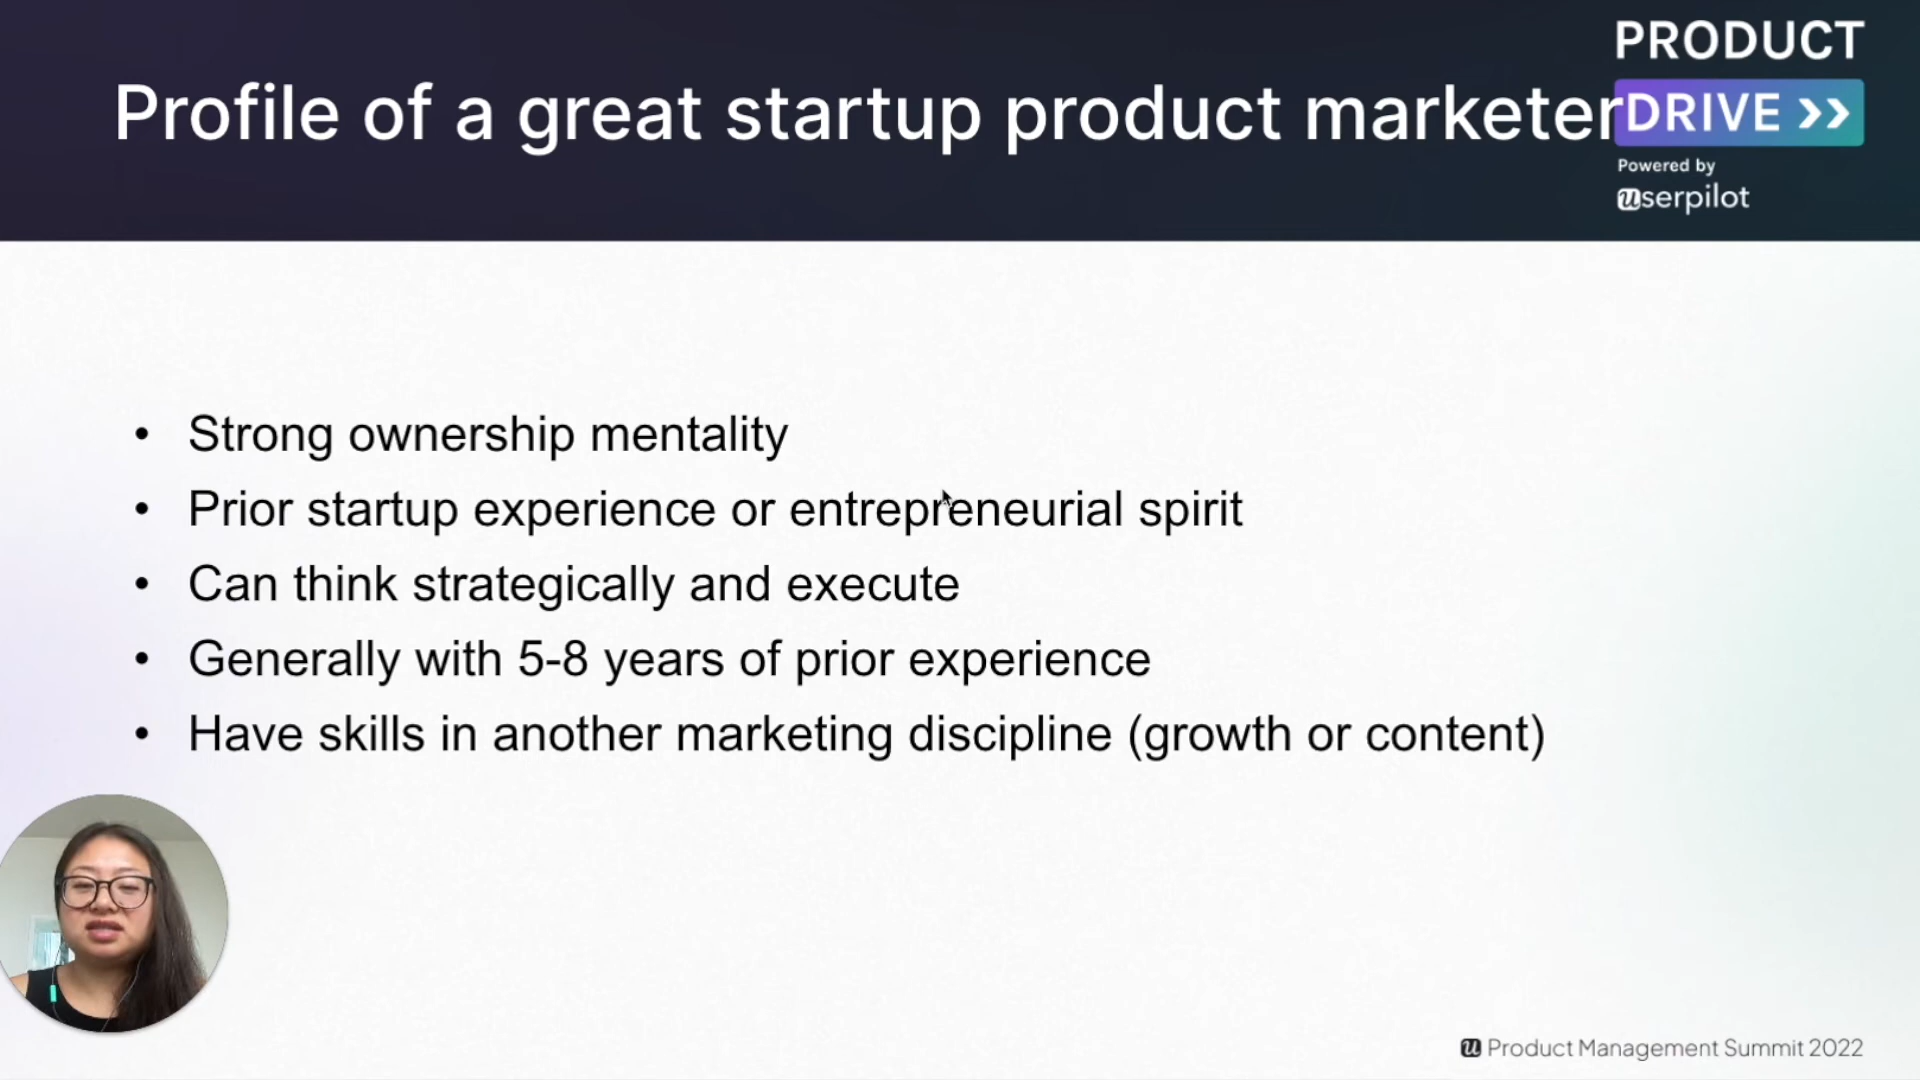 Profile of a great startup product marketer
PRODUCT
DRIVE >>
Powered by
userpilot
• Strong ownership mentality
• Prior startup experience or entrepreneurial spirit
• Can think strategically and execute
• Generally with 5-8 years of prior experience
• Have skills in another marketing discipline (growth or content)
u Product Management Summit 2022